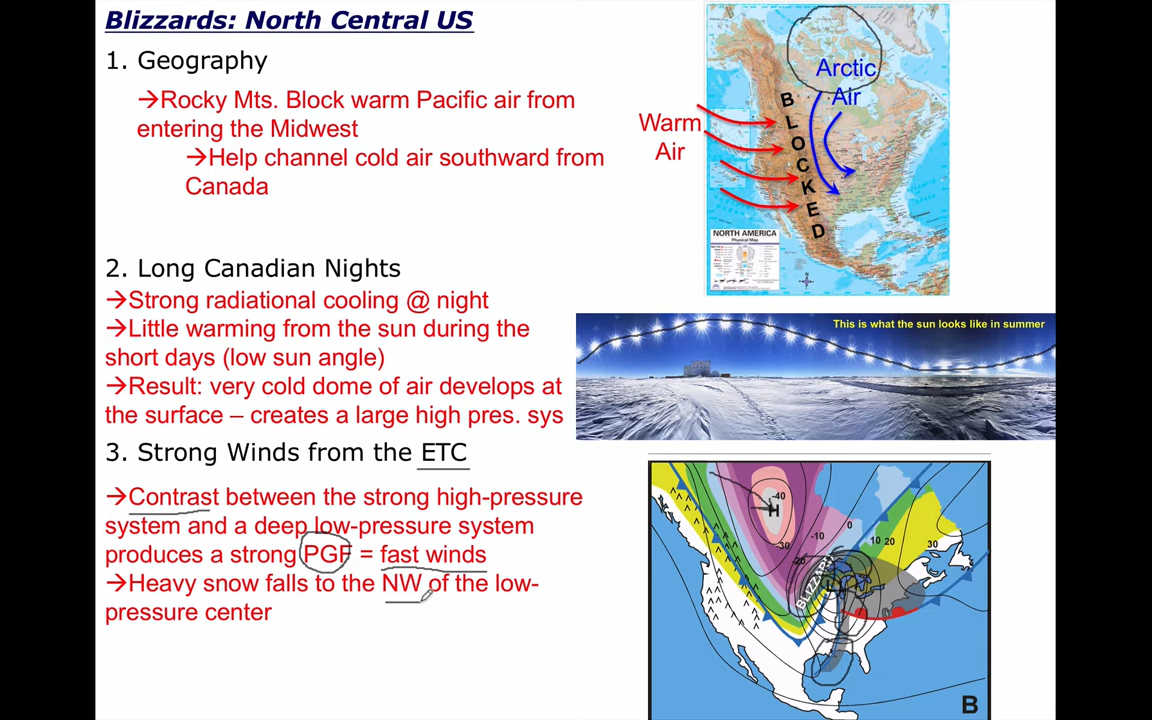 Blizzards: North Central US
1. Geography
→Rocky Mts. Block warm Pacific air from
entering the Midwest
→Help channel cold air southward from
Canada
Arctic
Air
Warm
Air
BLOCKED
NORTH AMERICA
Physical Map
2. Long Canadian Nights
→Strong radiational cooling @ night
→Little warming from the sun during the
short days (low sun angle)
→Result: very cold dome of air develops at
the surface – creates a large high pres. sys
This is what the sun looks like in summer
3. Strong Winds from the ETC
→Contrast between the strong high-pressure
system and a deep low-pressure system
produces a strong PGF = fast winds
→Heavy snow falls to the NW of the low-
pressure center
-40
H
-30
-20
-10
0
10 20
30
BLIZZARD
L
B